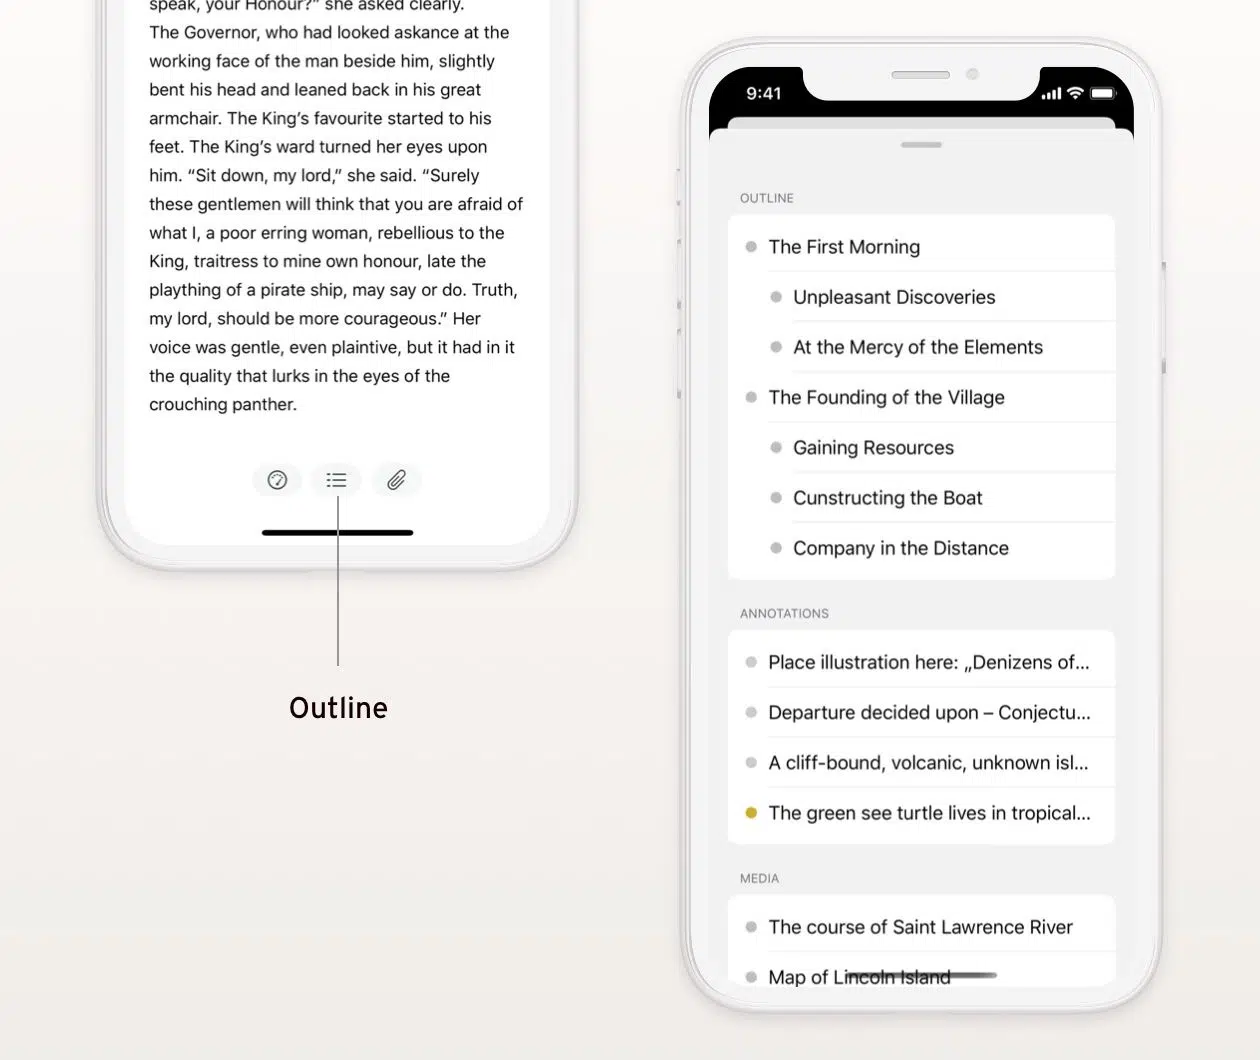 speak, your Honour?” she asked clearly.
The Governor, who had looked askance at the
working face of the man beside him, slightly
bent his head and leaned back in his great
armchair. The King’s favourite started to his
feet. The King’s ward turned her eyes upon
him. “Sit down, my lord,” she said. “Surely
these gentlemen will think that you are afraid of
what I, a poor erring woman, rebellious to the
King, traitress to mine own honour, late the
plaything of a pirate ship, may say or do. Truth,
my lord, should be more courageous.” Her
voice was gentle, even plaintive, but it had in it
the quality that lurks in the eyes of the
crouching panther.
Outline
9:41
OUTLINE
The First Morning
Unpleasant Discoveries
At the Mercy of the Elements
The Founding of the Village
Gaining Resources
Cunstructing the Boat
Company in the Distance
ANNOTATIONS
Place illustration here: „Denizens of...
Departure decided upon – Conjectu...
A cliff-bound, volcanic, unknown isl...
The green see turtle lives in tropical...
MEDIA
The course of Saint Lawrence River
Map of Lincoln Island